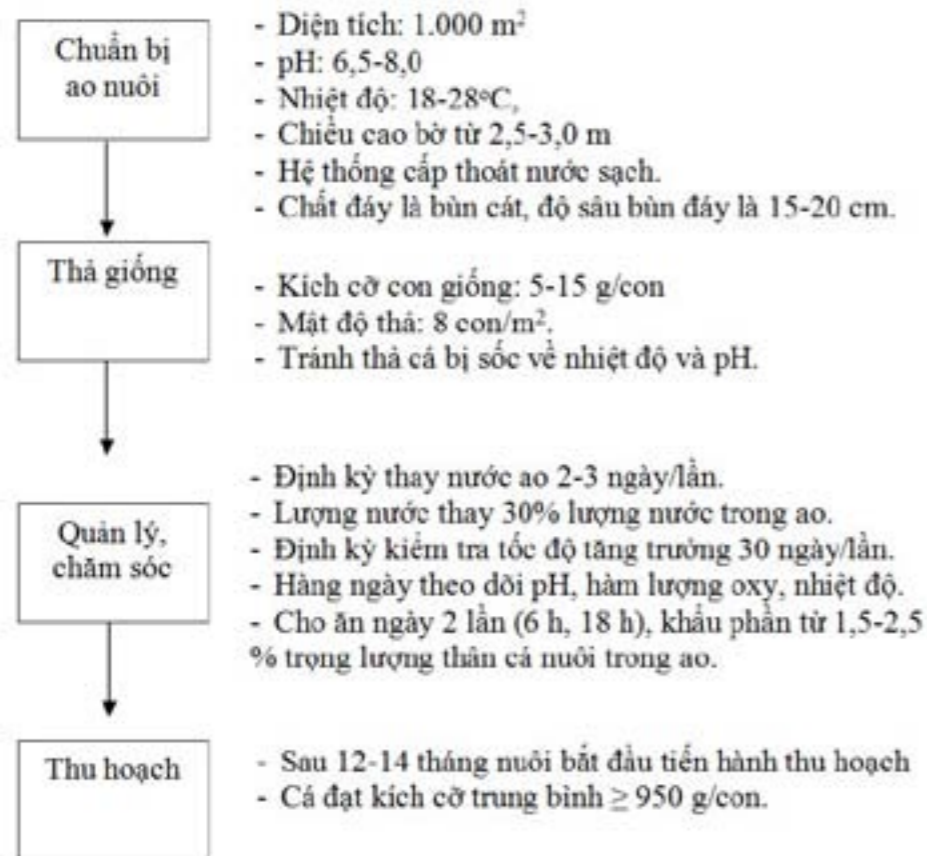 Chuẩn bị
ao nuôi
- Diện tích: 1.000 m²
- pH: 6,5-8,0
- Nhiệt độ: 18-28ºC,
- Chiều cao bờ từ 2,5-3,0 m
- Hệ thống cấp thoát nước sạch.
- Chất đáy là bùn cát, độ sâu bùn đáy là 15-20 cm.
Thả giống
- Kích cỡ con giống: 5-15 g/con
- Mật độ thả: 8 con/m².
- Tránh thả cá bị sốc về nhiệt độ và pH.
Quản lý,
chăm sóc
- Định kỳ thay nước ao 2-3 ngày/lần.
- Lượng nước thay 30% lượng nước trong ao.
- Định kỳ kiểm tra tốc độ tăng trưởng 30 ngày/lần.
- Hàng ngày theo dõi pH, hàm lượng oxy, nhiệt độ.
- Cho ăn ngày 2 lần (6 h, 18 h), khẩu phần từ 1,5-2,5
% trọng lượng thân cá nuôi trong ao.
Thu hoạch
- Sau 12-14 tháng nuôi bắt đầu tiến hành thu hoạch
- Cá đạt kích cỡ trung bình ≥ 950 g/con.